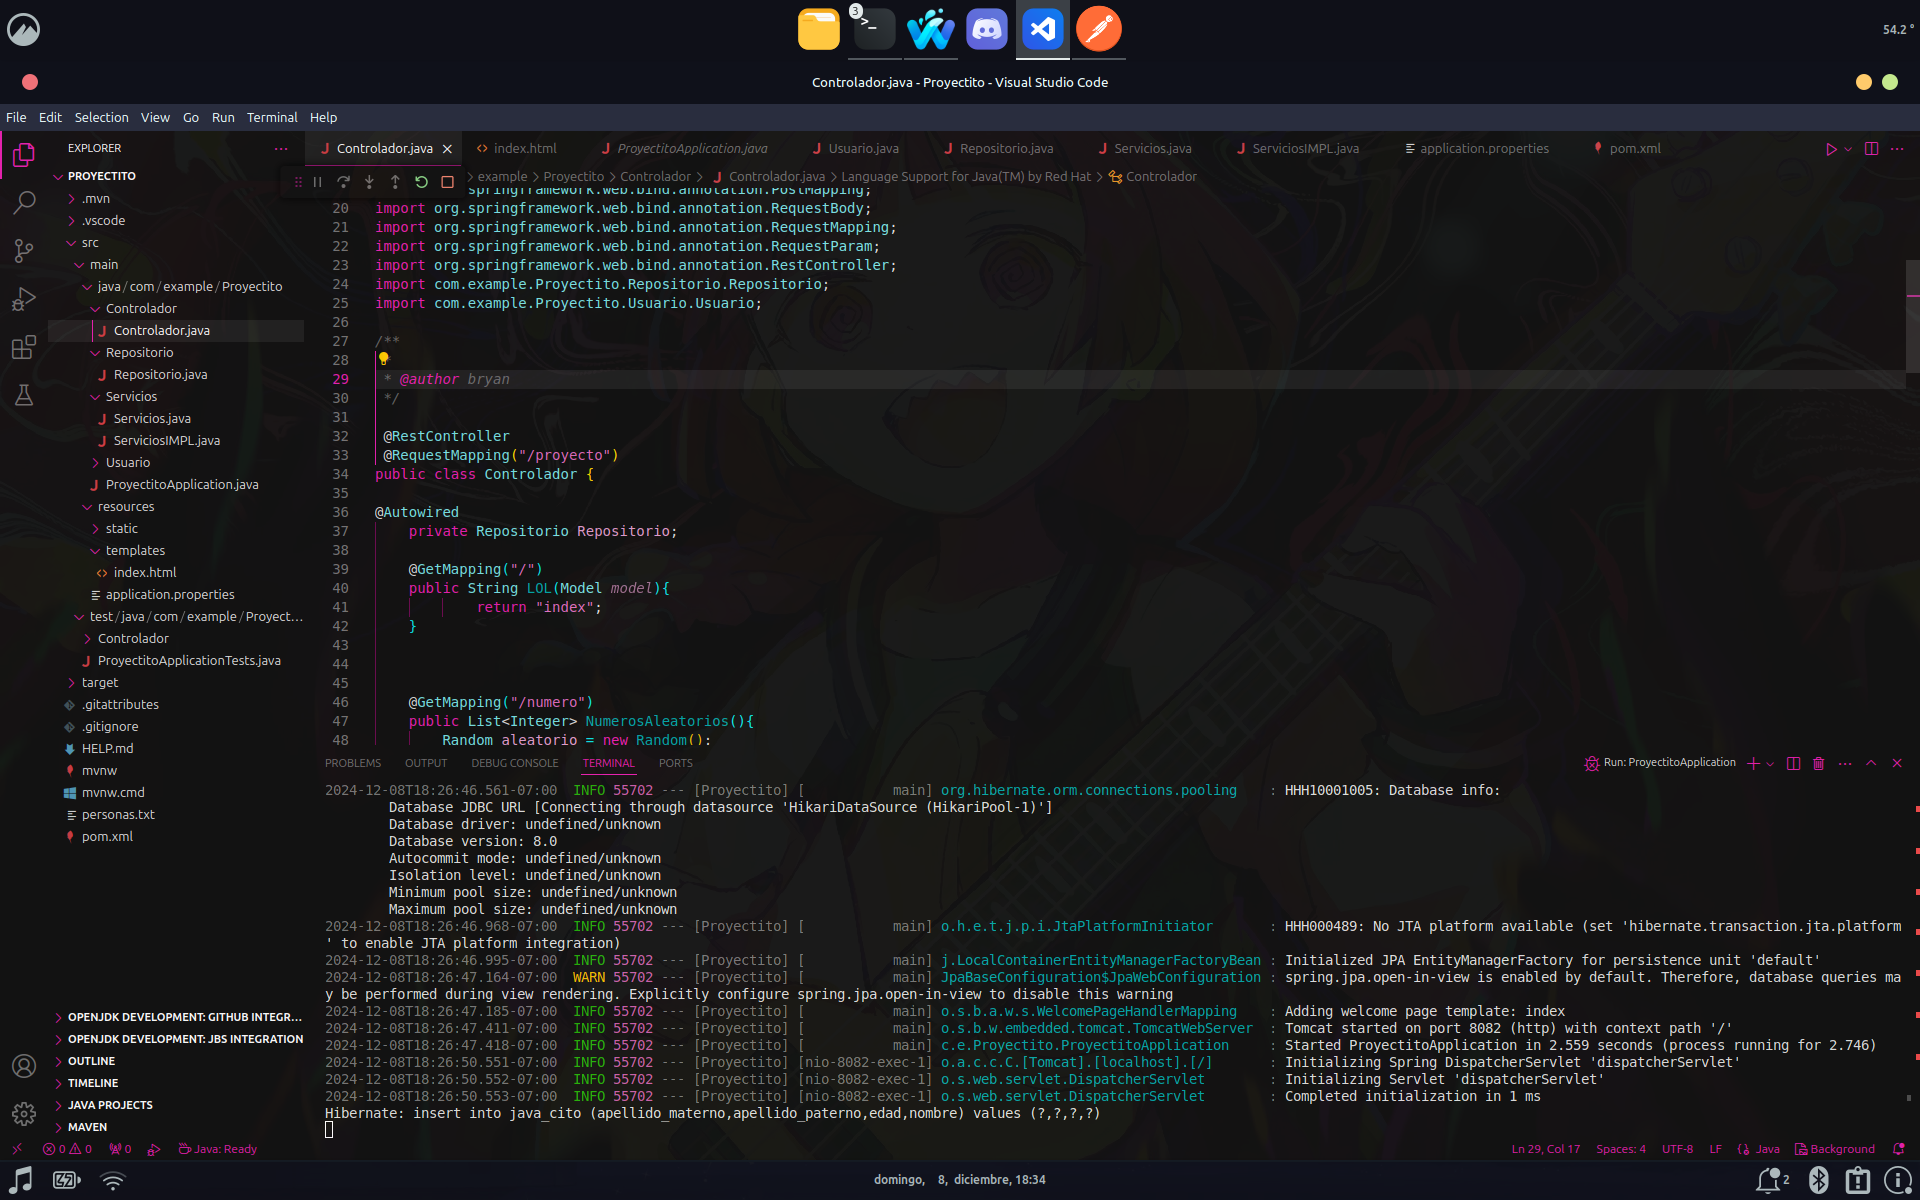 3
>_
54.2 °
Controlador.java - Proyectito - Visual Studio Code
File Edit Selection View Go Run Terminal Help
EXPLORER
PROYECTITO
.mvn
.vscode
src
main
java/com/example/Proyectito
Controlador
Controlador.java
Repositorio
Repositorio.java
Servicios
Servicios.java
ServiciosIMPL.java
Usuario
ProyectitoApplication.java
resources
static
templates
index.html
application.properties
test/java/com/example/Proyect...
Controlador
ProyectitoApplicationTests.java
target
.gitattributes
.gitignore
HELP.md
mvnw
mvnw.cmd
personas.txt
pom.xml
OPENJDK DEVELOPMENT: GITHUB INTEGR...
OPENJDK DEVELOPMENT: JBS INTEGRATION
OUTLINE
TIMELINE
JAVA PROJECTS
MAVEN
Controlador.java index.html ProyectitoApplication.java Usuario.java Repositorio.java Servicios.java ServiciosIMPL.java application.properties pom.xml
> example > Proyectito > Controlador > Controlador.java > Language Support for Java(TM) by Red Hat > Controlador
springframework.web.bind.annotation.PostMapping;
20 import org.springframework.web.bind.annotation.RequestBody;
21 import org.springframework.web.bind.annotation.RequestMapping;
22 import org.springframework.web.bind.annotation.RequestParam;
23 import org.springframework.web.bind.annotation.RestController;
24 import com.example.Proyectito.Repositorio.Repositorio;
25 import com.example.Proyectito.Usuario.Usuario;
26
27 /**
28
29 * @author bryan
30 */
31
32 @RestController
33 @RequestMapping("/proyecto")
34 public class Controlador {
35
36 @Autowired
37 private Repositorio Repositorio;
38
39 @GetMapping("/")
40 public String LOL(Model model){
41 return "index";
42 }
43
44
45
46 @GetMapping("/numero")
47 public List<Integer> NumerosAleatorios(){
48 Random aleatorio = new Random();
PROBLEMS OUTPUT DEBUG CONSOLE TERMINAL PORTS
Run: ProyectitoApplication
2024-12-08T18:26:46.561-07:00 INFO 55702 --- [Proyectito] [ main] org.hibernate.orm.connections.pooling : HHH10001005: Database info:
Database JDBC URL [Connecting through datasource 'HikariDataSource (HikariPool-1)']
Database driver: undefined/unknown
Database version: 8.0
Autocommit mode: undefined/unknown
Isolation level: undefined/unknown
Minimum pool size: undefined/unknown
Maximum pool size: undefined/unknown
2024-12-08T18:26:46.968-07:00 INFO 55702 --- [Proyectito] [ main] o.h.e.t.j.p.i.JtaPlatformInitiator : HHH000489: No JTA platform available (set 'hibernate.transaction.jta.platform
' to enable JTA platform integration)
2024-12-08T18:26:46.995-07:00 INFO 55702 --- [Proyectito] [ main] j.LocalContainerEntityManagerFactoryBean : Initialized JPA EntityManagerFactory for persistence unit 'default'
2024-12-08T18:26:47.164-07:00 WARN 55702 --- [Proyectito] [ main] JpaBaseConfiguration$JpaWebConfiguration : spring.jpa.open-in-view is enabled by default. Therefore, database queries ma
y be performed during view rendering. Explicitly configure spring.jpa.open-in-view to disable this warning
2024-12-08T18:26:47.185-07:00 INFO 55702 --- [Proyectito] [ main] o.s.b.a.w.s.WelcomePageHandlerMapping : Adding welcome page template: index
2024-12-08T18:26:47.411-07:00 INFO 55702 --- [Proyectito] [ main] o.s.b.w.embedded.tomcat.TomcatWebServer : Tomcat started on port 8082 (http) with context path '/'
2024-12-08T18:26:47.418-07:00 INFO 55702 --- [Proyectito] [ main] c.e.Proyectito.ProyectitoApplication : Started ProyectitoApplication in 2.559 seconds (process running for 2.746)
2024-12-08T18:26:50.551-07:00 INFO 55702 --- [Proyectito] [nio-8082-exec-1] o.a.c.c.C.[Tomcat].[localhost].[/] : Initializing Spring DispatcherServlet 'dispatcherServlet'
2024-12-08T18:26:50.552-07:00 INFO 55702 --- [Proyectito] [nio-8082-exec-1] o.s.web.servlet.DispatcherServlet : Initializing Servlet 'dispatcherServlet'
2024-12-08T18:26:50.553-07:00 INFO 55702 --- [Proyectito] [nio-8082-exec-1] o.s.web.servlet.DispatcherServlet : Completed initialization in 1 ms
Hibernate: insert into java_cito (apellido_materno,apellido_paterno,edad,nombre) values (?,?,?,?)
0 0 0 Java: Ready Ln 29, Col 17 Spaces: 4 UTF-8 LF Java Background
domingo, 8, diciembre, 18:34
2